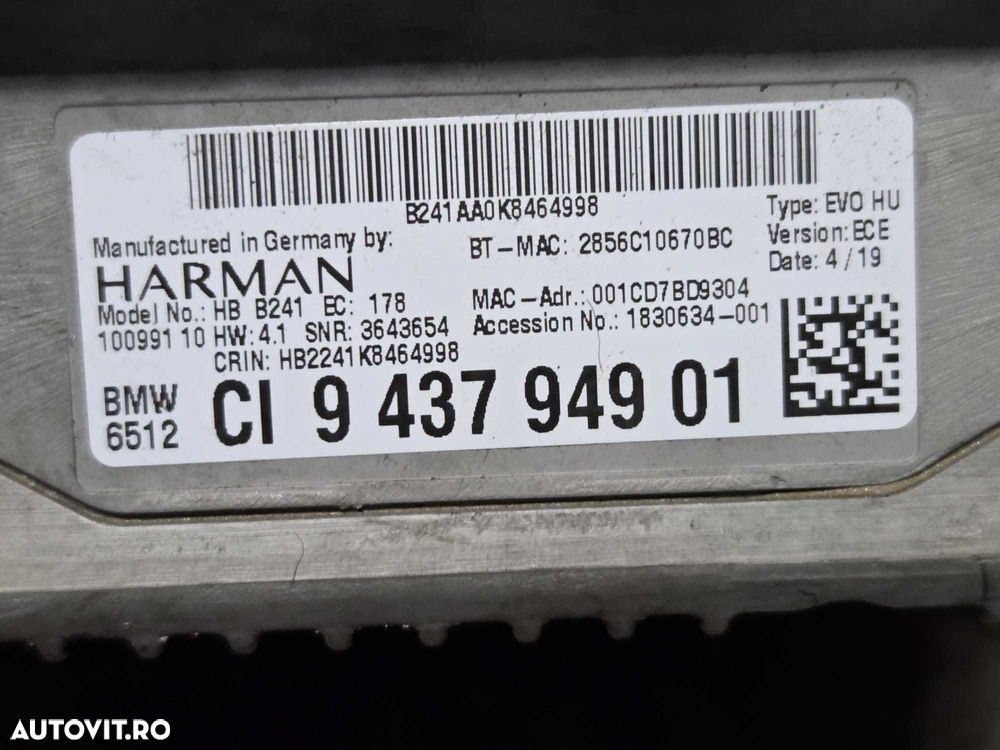 B241AA0K8464998
Manufactured in Germany by:
HARMAN
Model No.: HB B241 EC: 178
10099110 HW: 4.1 SNR: 3643654
CRIN: HB2241K8464998
BT-MAC: 2856C10670BC
MAC-Adr.: 001CD7BD9304
Accession No.: 1830634-001
Type: EVO HU
Version: ECE
Date: 4/19
BMW
6512
CI 9 437 949 01
AUTOVIT.RO